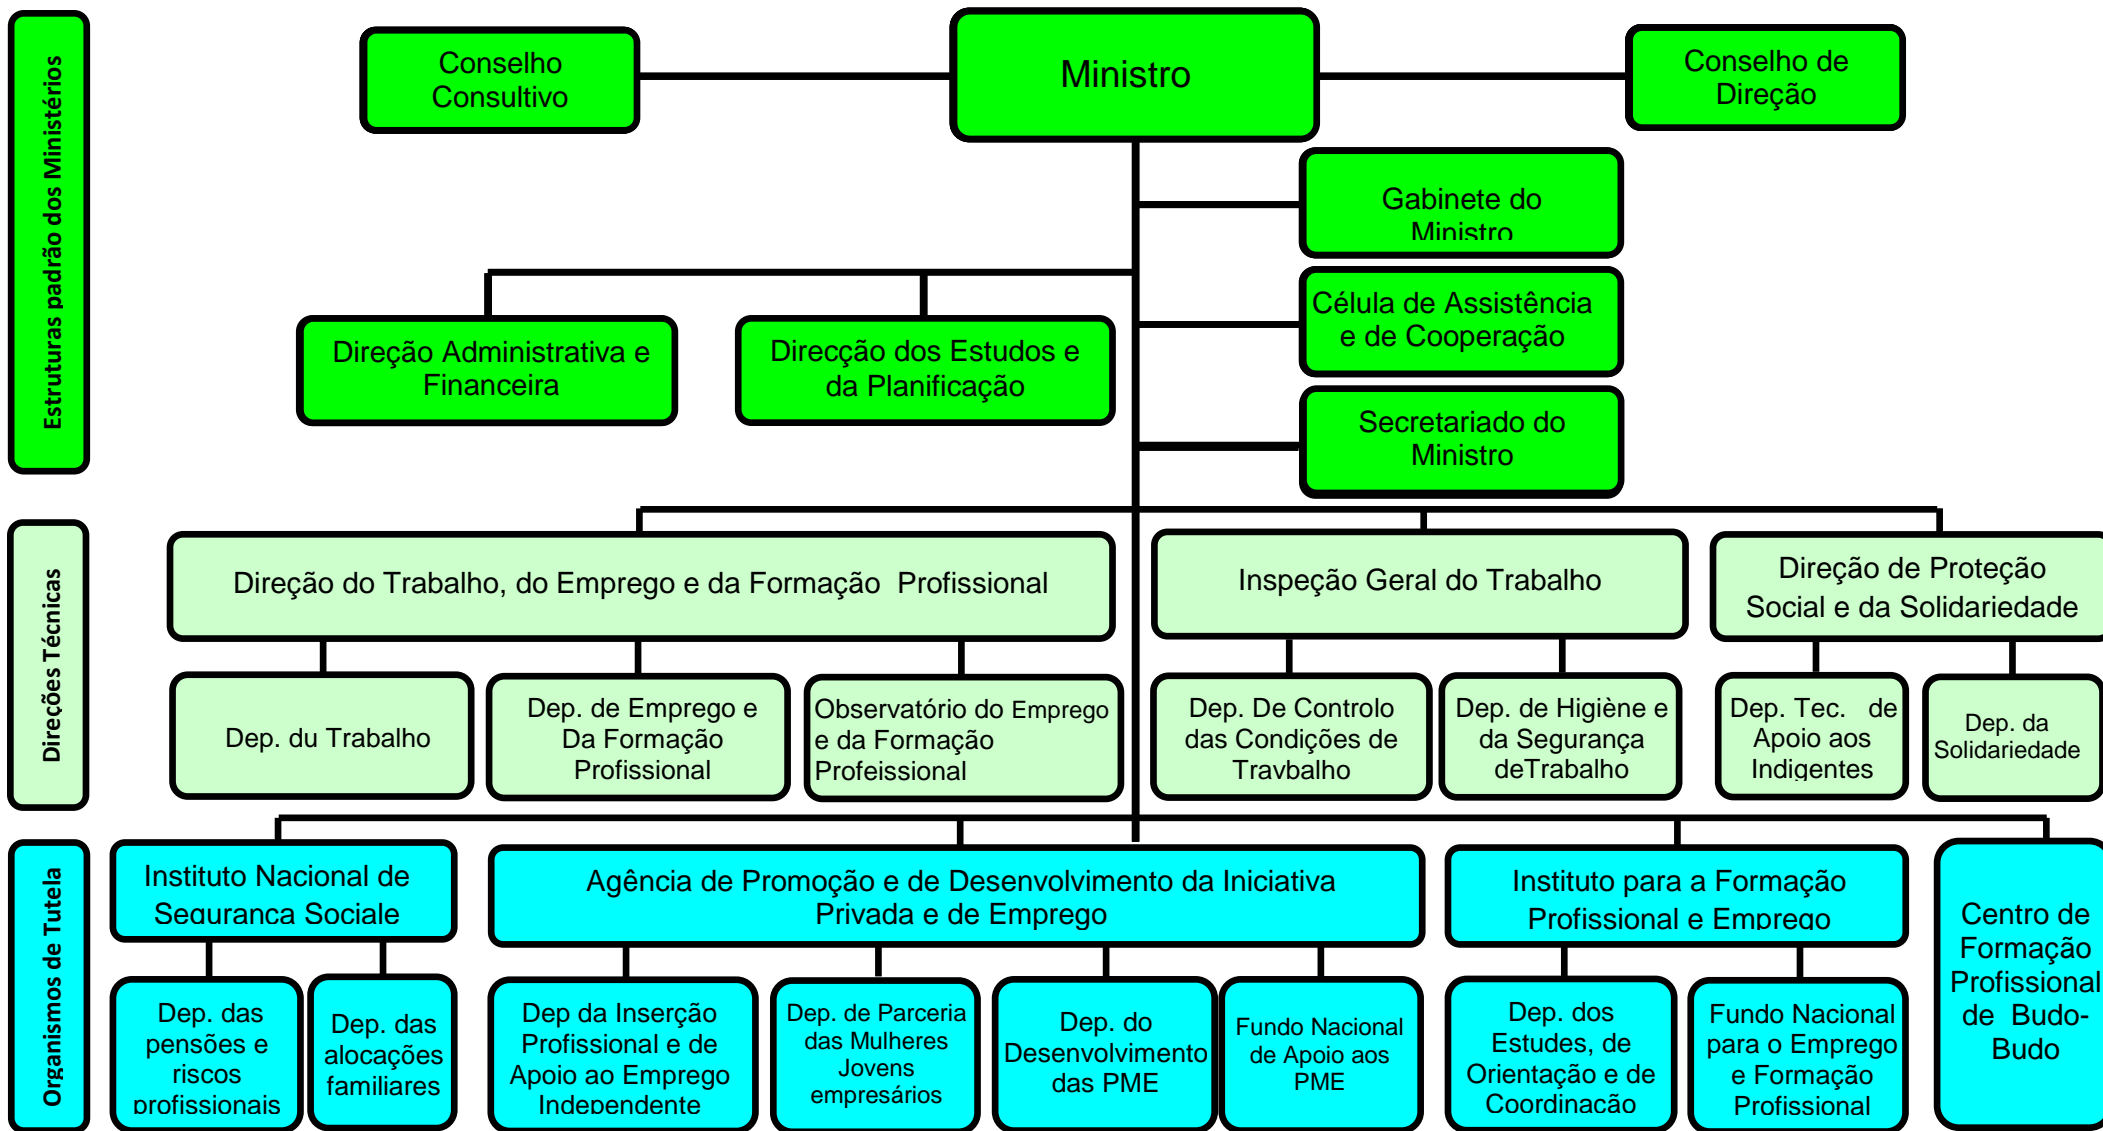 Estruturas padrão dos Ministérios
Conselho
Consultivo
Ministro
Conselho de
Direção
Gabinete do
Ministro
Célula de Assistência
e de Cooperação
Direção Administrativa e
Financeira
Direcção dos Estudos e
da Planificação
Secretariado do
Ministro
Direções Técnicas
Direção do Trabalho, do Emprego e da Formação Profissional
Inspeção Geral do Trabalho
Direção de Proteção
Social e da Solidariedade
Dep. du Trabalho
Dep. de Emprego e
Da Formação
Profissional
Observatório do Emprego
e da Formação
Profeissional
Dep. De Controlo
das Condições de
Travbalho
Dep. de Higiène e
da Segurança
deTrabalho
Dep. Tec. de
Apoio aos
Indigentes
Dep. da
Solidariedade
Organismos de Tutela
Instituto Nacional de
Segurança Sociale
Agência de Promoção e de Desenvolvimento da Iniciativa
Privada e de Emprego
Instituto para a Formação
Profissional e Emprego
Centro de
Formação
Profissional
de Budo-
Budo
Dep. das
pensões e
riscos
profissionais
Dep. das
alocações
familiares
Dep da Inserção
Profissional e de
Apoio ao Emprego
Independente
Dep. de Parceria
das Mulheres
Jovens
empresários
Dep. do
Desenvolvimento
das PME
Fundo Nacional
de Apoio aos
PME
Dep. dos
Estudes, de
Orientação e de
Coordinação
Fundo Nacional
para o Emprego
e Formação
Profissional